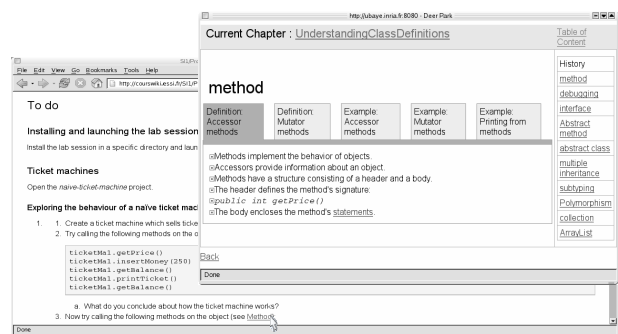 http://ubaye.inria.fr:8080 - Deer Park
Current Chapter : UnderstandingClassDefinitions
Table of
Content
method
Definition:
Accessor
methods
Definition:
Mutator
methods
Example:
Accessor
methods
Example:
Mutator
methods
Example:
Printing from
methods
Methods implement the behavior of objects.
Accessors provide information about an object.
Methods have a structure consisting of a header and a body.
The header defines the method's signature:
public int getPrice()
The body encloses the method's statements.
History
method
debugging
interface
Abstract
method
abstract class
multiple
inheritance
subtyping
Polymorphism
collection
ArrayList
Back
Done
SI1/Pro
File Edit View Go Bookmarks Tools Help
http://courswiki.essi.fr/SI1/P
To do
Installing and launching the lab session
Install the lab session in a specific directory and laun
Ticket machines
Open the naive-ticket-machine project.
Exploring the behaviour of a naïve ticket mac
1. 1. Create a ticket machine which sells ticke
2. Try calling the following methods on the o
ticketMa1.getPrice()
ticketMa1.insertMoney(250)
ticketMa1.getBalance()
ticketMa1.printTicket()
ticketMa1.getBalance()
a. What do you conclude about how the ticket machine works?
3. Now try calling the following methods on the object (see Method
Done